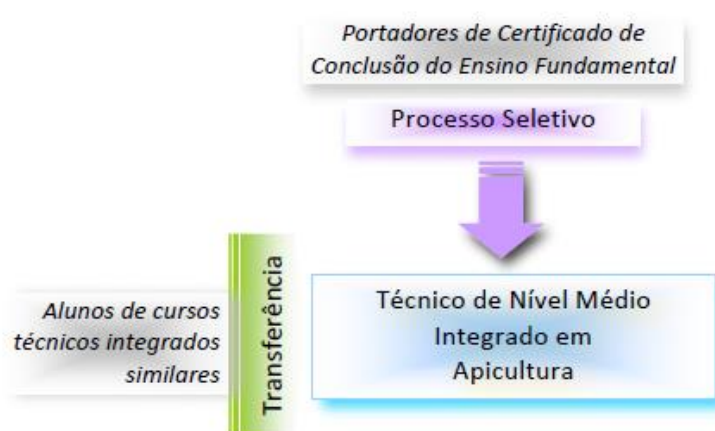 Portadores de Certificado de
Conclusão do Ensino Fundamental
Processo Seletivo
Alunos de cursos
técnicos integrados
similares
Transferência
Técnico de Nível Médio
Integrado em
Apicultura